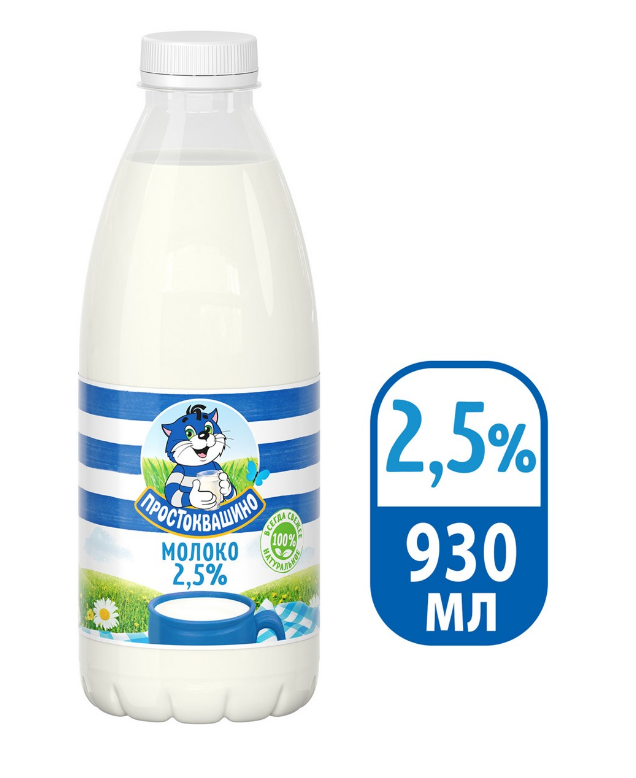 ПРОСТОКВАШИНО
МОЛОКО
2,5%
ВСЕГДА СВЕЖЕЕ
100%
НАТУРАЛЬНОЕ
2,5%
930
МЛ